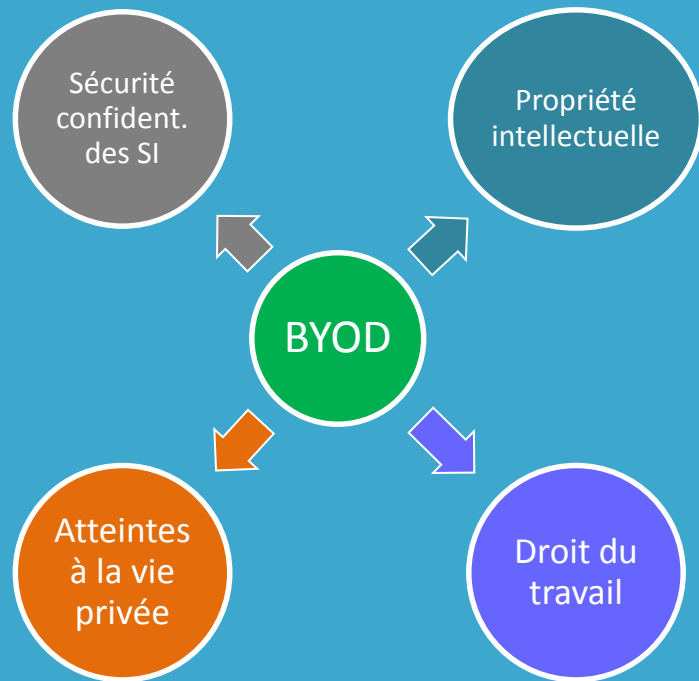 Sécurité
confident.
des SI
Propriété
intellectuelle
BYOD
Atteintes
à la vie
privée
Droit du
travail